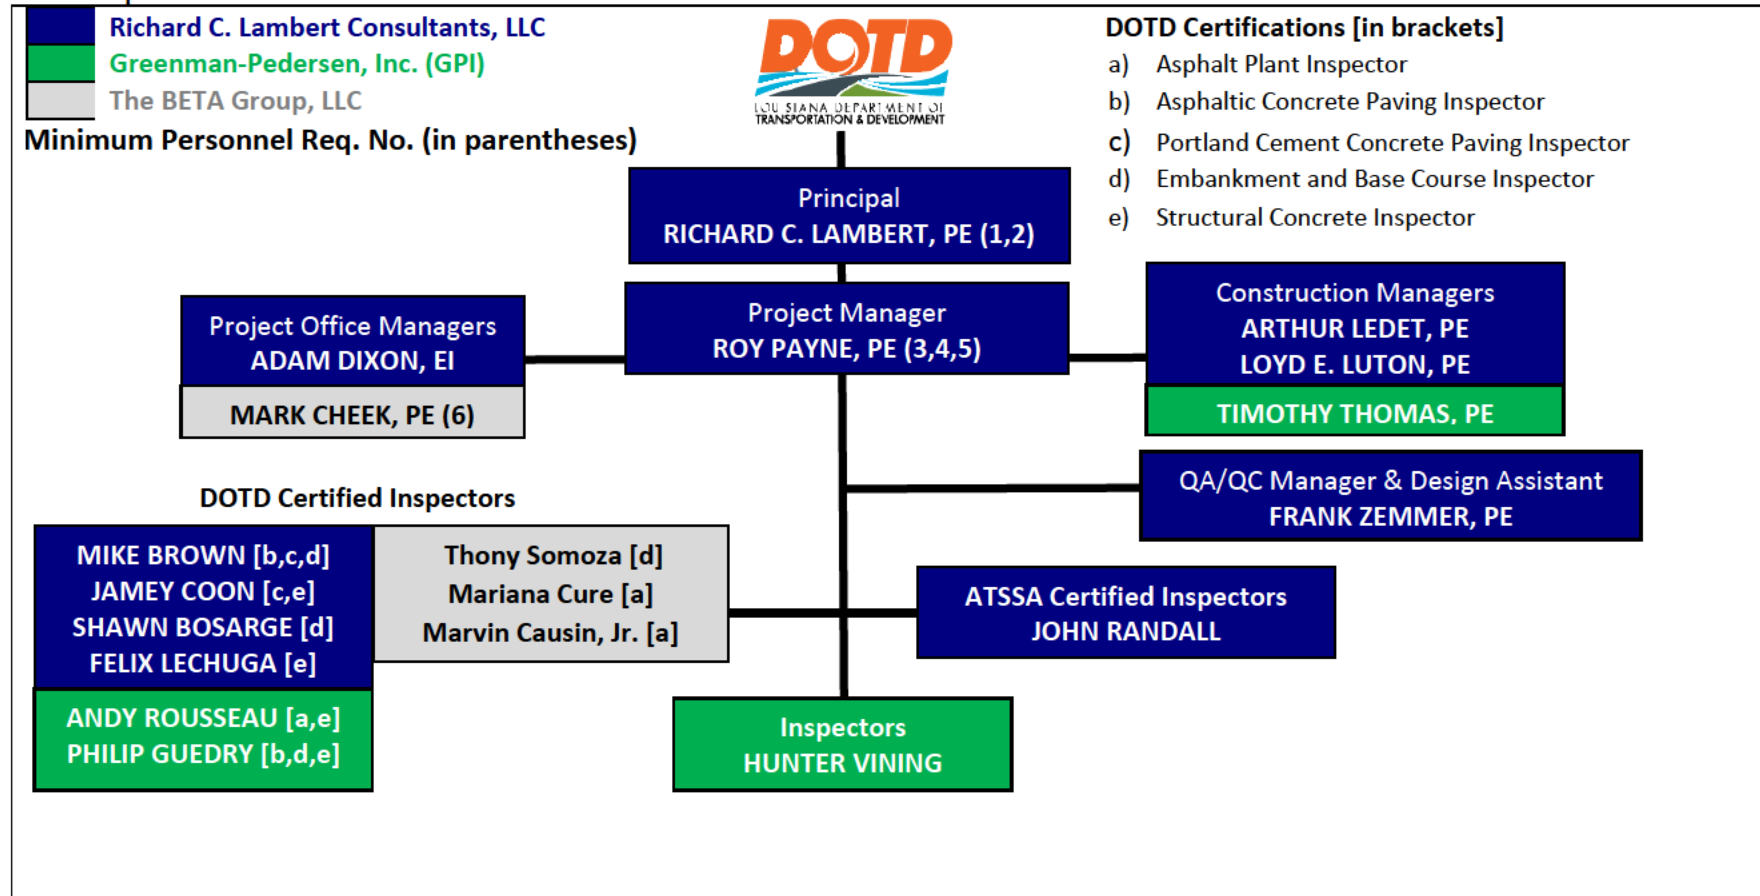 Richard C. Lambert Consultants, LLC
Greenman-Pedersen, Inc. (GPI)
The BETA Group, LLC
Minimum Personnel Req. No. (in parentheses)
DOTD
LOUISIANA DEPARTMENT OF
TRANSPORTATION & DEVELOPMENT
DOTD Certifications [in brackets]
a) Asphalt Plant Inspector
b) Asphaltic Concrete Paving Inspector
c) Portland Cement Concrete Paving Inspector
d) Embankment and Base Course Inspector
e) Structural Concrete Inspector
Principal
RICHARD C. LAMBERT, PE (1,2)
Project Office Managers
ADAM DIXON, EI
MARK CHEEK, PE (6)
Project Manager
ROY PAYNE, PE (3,4,5)
Construction Managers
ARTHUR LEDET, PE
LOYD E. LUTON, PE
TIMOTHY THOMAS, PE
QA/QC Manager & Design Assistant
FRANK ZEMMER, PE
DOTD Certified Inspectors
MIKE BROWN [b,c,d]
JAMEY COON [c,e]
SHAWN BOSARGE [d]
FELIX LECHUGA [e]
ANDY ROUSSEAU [a,e]
PHILIP GUEDRY [b,d,e]
Thony Somoza [d]
Mariana Cure [a]
Marvin Causin, Jr. [a]
ATSSA Certified Inspectors
JOHN RANDALL
Inspectors
HUNTER VINING